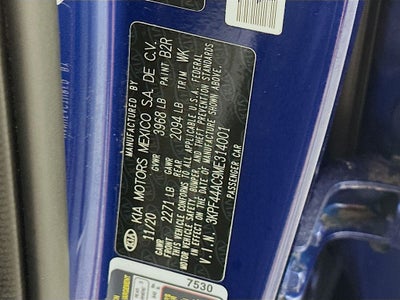 MANUFACTURED BY
KIA MOTORS MEXICO S.A. DE C.V.
11/20 GVWR 3968 LB PAINT B2R
GAWR FRONT 2271 LB GAWR REAR 2094 LB TRIM WK
THIS VEHICLE CONFORMS TO ALL APPLICABLE U.S.A. FEDERAL
MOTOR VEHICLE SAFETY, BUMPER, AND THEFT PREVENTION STANDARDS
IN EFFECT ON THE DATE OF MANUFACTURE SHOWN ABOVE.
V.I.N. 3KPF44AC9ME314001
PASSENGER CAR
KIA
7530